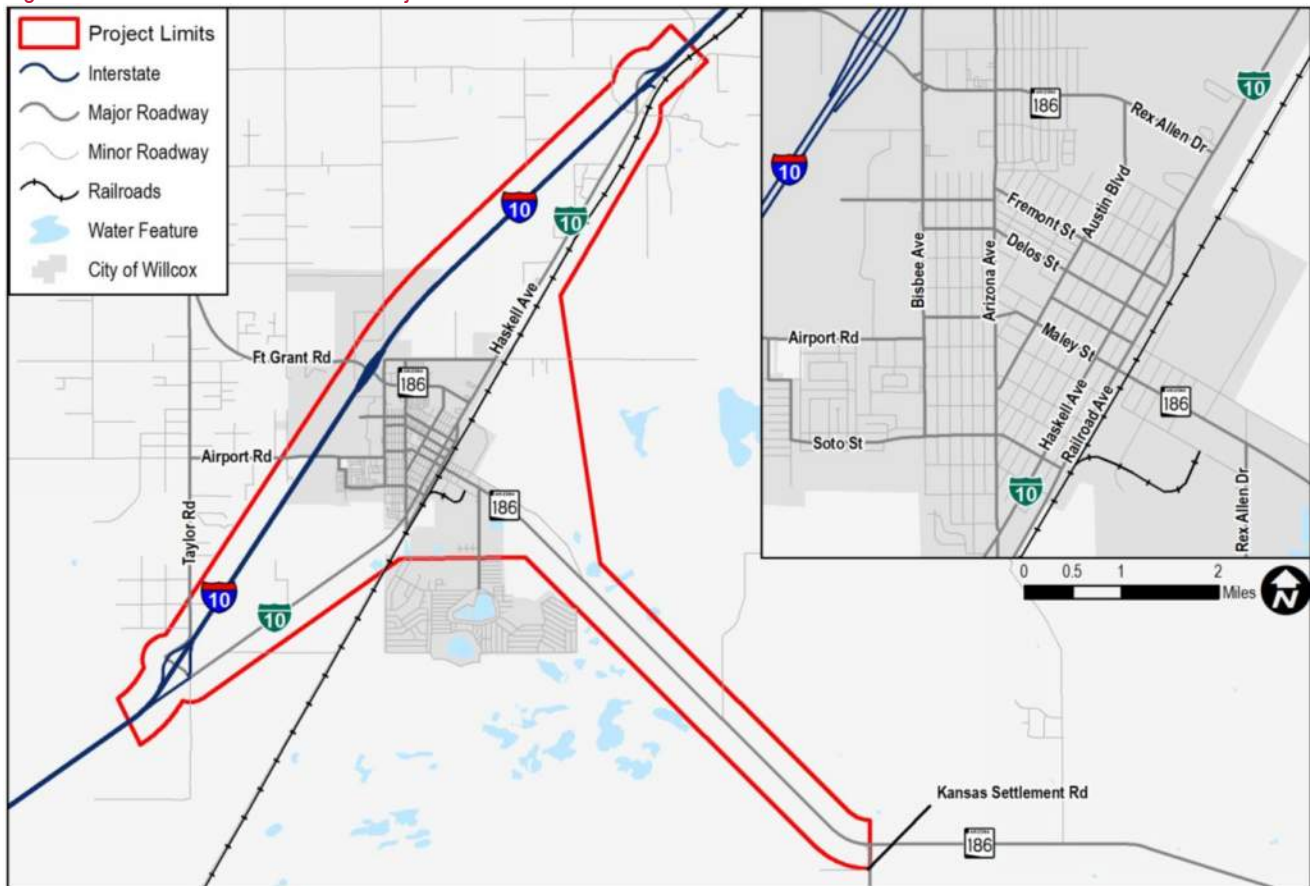 Project Limits
Interstate
Major Roadway
Minor Roadway
Railroads
Water Feature
City of Willcox
10
10
Haskell Ave
Ft Grant Rd
186
Airport Rd
186
Taylor Rd
10
10
Kansas Settlement Rd
186
10
186
Rex Allen Dr
10
Austin Blvd
Fremont St
Delos St
Bisbee Ave
Arizona Ave
Airport Rd
Maley St
186
Haskell Ave
Railroad Ave
Soto St
10
Rex Allen Dr
0 0.5 1 2
Miles
N